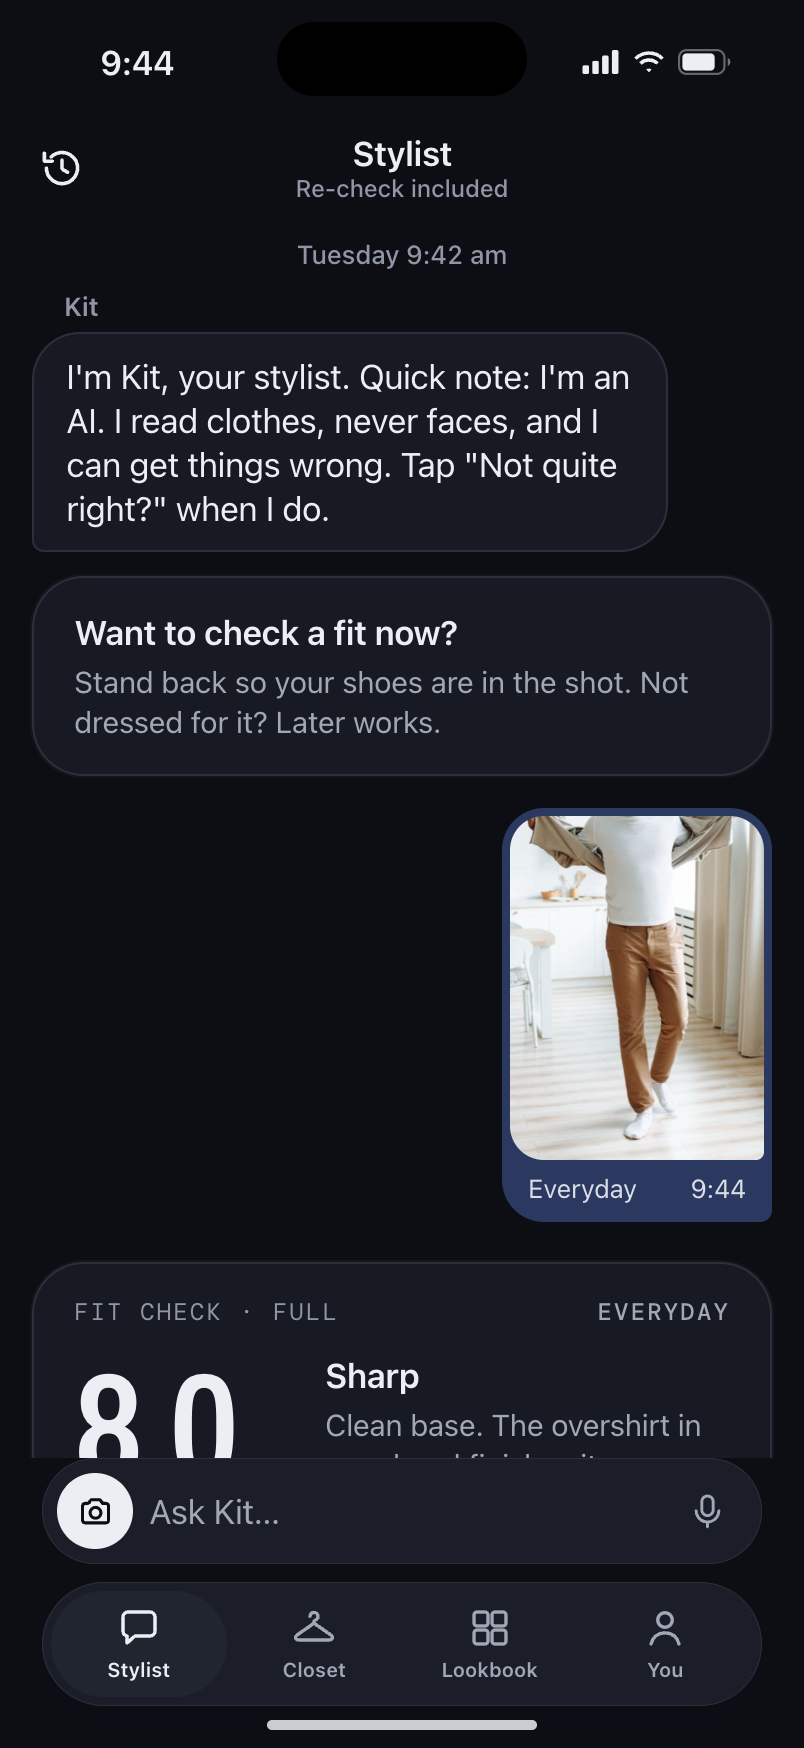 9:44
Stylist
Re-check included
Tuesday 9:42 am
Kit
I'm Kit, your stylist. Quick note: I'm an
AI. I read clothes, never faces, and I
can get things wrong. Tap "Not quite
right?" when I do.
Want to check a fit now?
Stand back so your shoes are in the shot. Not
dressed for it? Later works.
Everyday 9:44
FIT CHECK · FULL EVERYDAY
Sharp
8.0
Clean base. The overshirt in
Ask Kit...
Stylist Closet Lookbook You